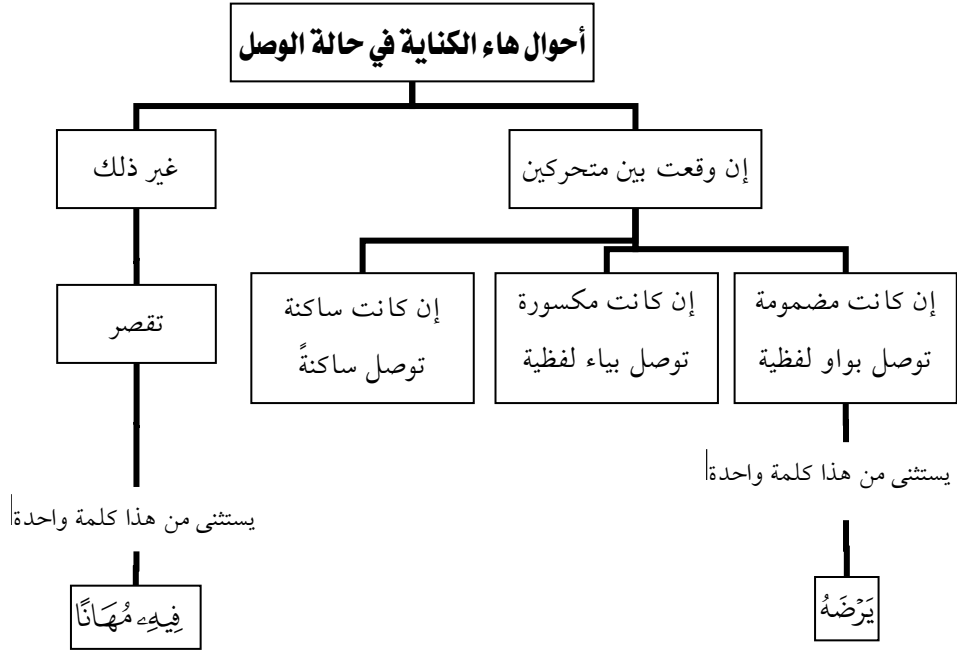 أحوال هاء الكناية في حالة الوصل
إن وقعت بين متحركين
غير ذلك
إن كانت مضمومة
توصل بواو لفظية
إن كانت مكسورة
توصل بياء لفظية
إن كانت ساكنة
توصل ساكنةً
تقصر
يستثنى من هذا كلمة واحدة
يستثنى من هذا كلمة واحدة
يَرۡضَهُ
فِيهِۦ مُهَانًا